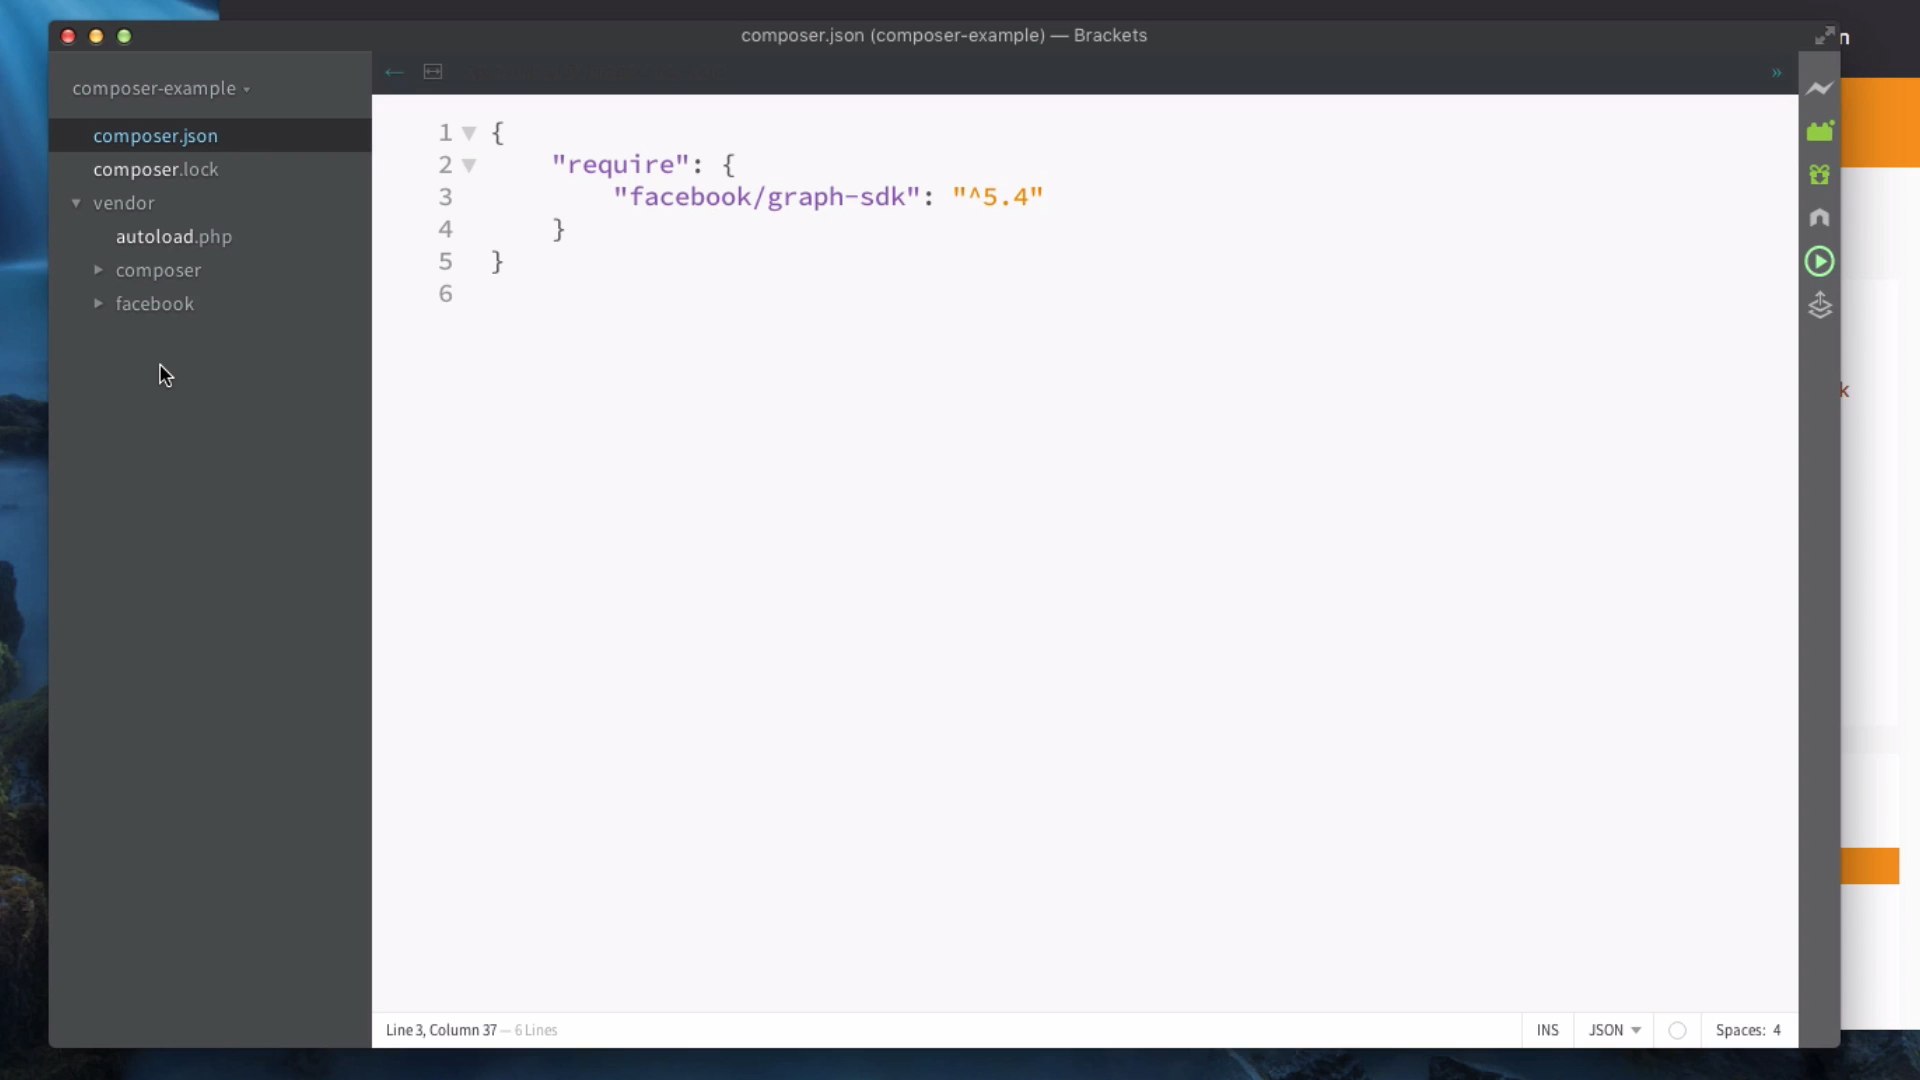 composer.json (composer-example) — Brackets
n
composer-example
composer.json
composer.lock
vendor
autoload.php
composer
facebook
1 {
2 "require": {
3 "facebook/graph-sdk": "^5.4"
4 }
5 }
6
k
Line 3, Column 37 — 6 Lines
INS
JSON
Spaces: 4